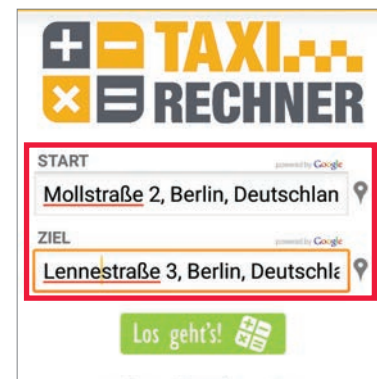 TAXI
RECHNER
START powered by Google
Mollstraße 2, Berlin, Deutschlan
ZIEL powered by Google
Lennestraße 3, Berlin, Deutschla
Los geht's!